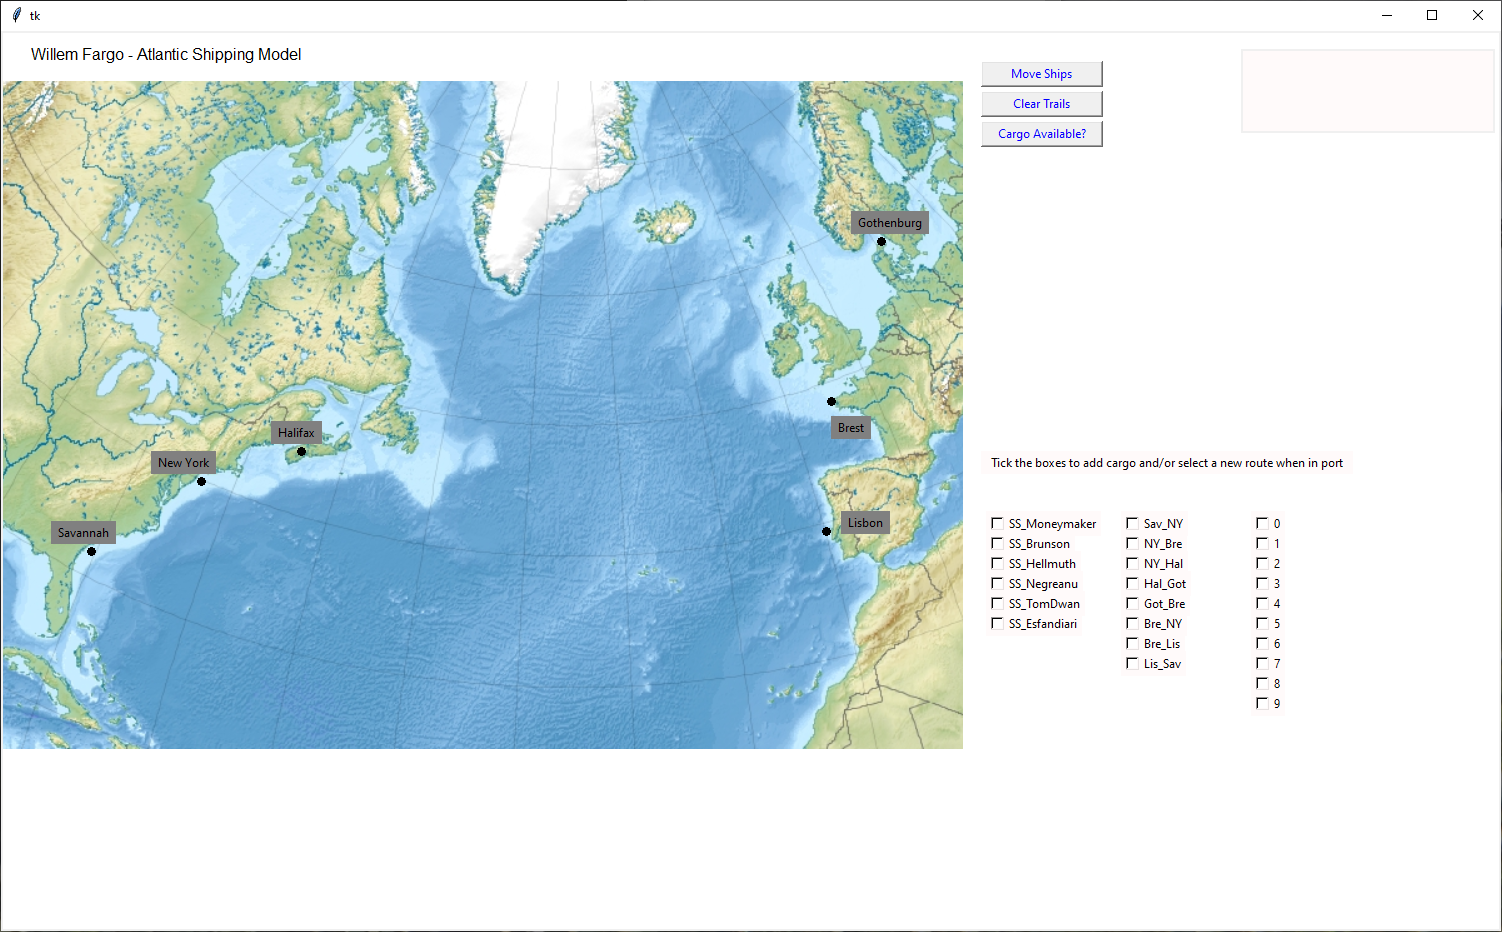 tk
Willem Fargo - Atlantic Shipping Model
Move Ships
Clear Trails
Cargo Available?
Gothenburg
Brest
Halifax
New York
Lisbon
Savannah
Tick the boxes to add cargo and/or select a new route when in port
SS_Moneymaker
SS_Brunson
SS_Hellmuth
SS_Negreanu
SS_TomDwan
SS_Esfandiari
Sav_NY
NY_Bre
NY_Hal
Hal_Got
Got_Bre
Bre_NY
Bre_Lis
Lis_Sav
0
1
2
3
4
5
6
7
8
9